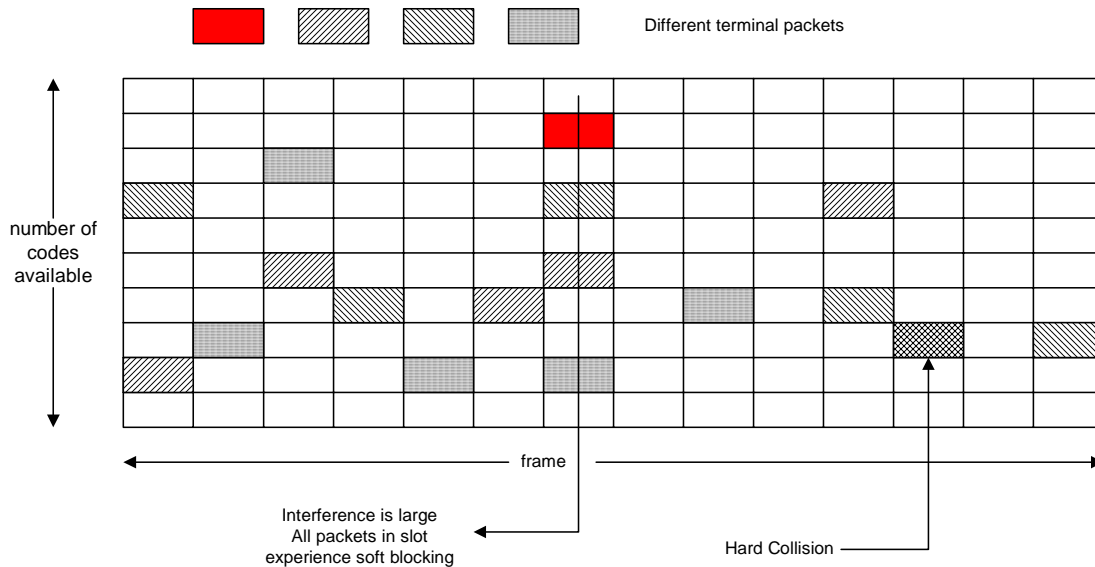 Different terminal packets
number of
codes
available
frame
Interference is large
All packets in slot
experience soft blocking
Hard Collision